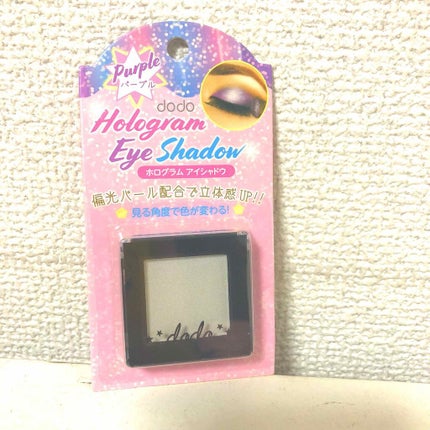 Purple
パープル
dodo
Hologram
Eye Shadow
ホログラム アイシャドウ
偏光パール配合で立体感UP!!
見る角度で色が変わる!
dodo